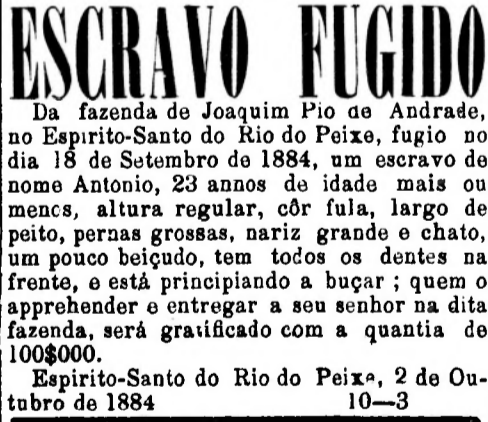 ESCRAVO FUGIDO
Da fazenda de Joaquim Pio de Andrade,
no Espirito-Santo do Rio do Peixe, fugio no
dia 18 de Setembro de 1884, um escravo de
nome Antonio, 23 annos de idade mais ou
mencs, altura regular, côr fula, largo de
peito, pernas grossas, nariz grande e chato,
um pouco beiçudo, tem todos os dentes na
frente, e está principiando a buçar ; quem o
apprehender e entregar a seu senhor na dita
fazenda, será gratificado com a quantia de
100$000.
Espirito-Santo do Rio do Peixe, 2 de Ou-
tubro de 1884 10—3